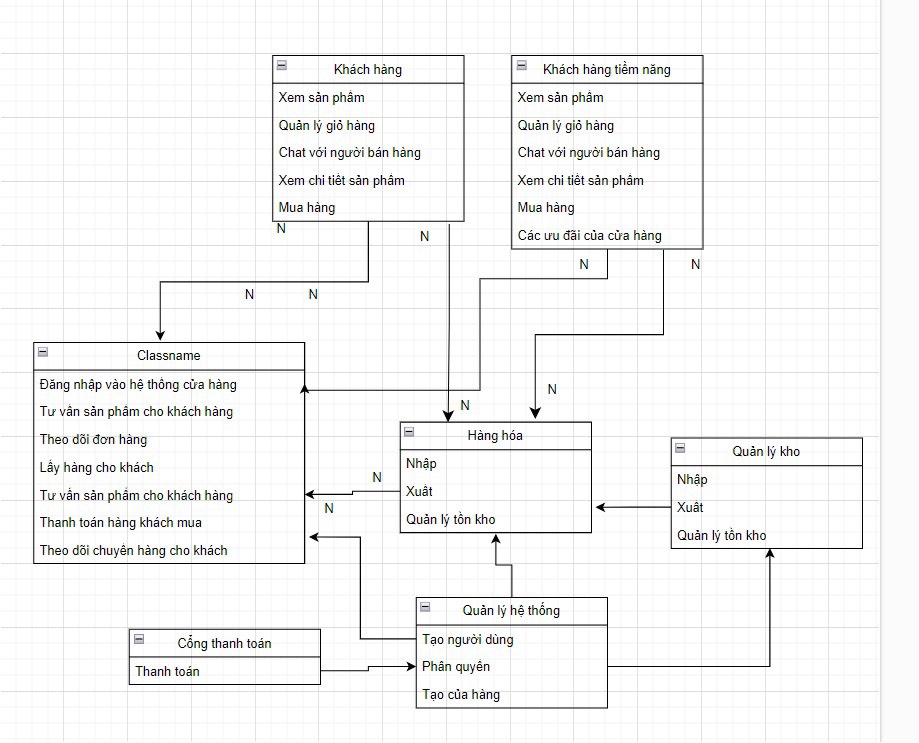 Khách hàng
Xem sản phẩm
Quản lý giỏ hàng
Chat với người bán hàng
Xem chi tiết sản phẩm
Mua hàng
Khách hàng tiềm năng
Xem sản phẩm
Quản lý giỏ hàng
Chat với người bán hàng
Xem chi tiết sản phẩm
Mua hàng
Các ưu đãi của cửa hàng
N
N
N
N
N
N
Classname
Đăng nhập vào hệ thống cửa hàng
Tư vấn sản phẩm cho khách hàng
Theo dõi đơn hàng
Lấy hàng cho khách
Tư vấn sản phẩm cho khách hàng
Thanh toán hàng khách mua
Theo dõi chuyển hàng cho khách
N
N
Hàng hóa
Nhập
Xuất
Quản lý tồn kho
N
N
Quản lý kho
Nhập
Xuất
Quản lý tồn kho
Quản lý hệ thống
Tạo người dùng
Phân quyền
Tạo của hàng
Cổng thanh toán
Thanh toán